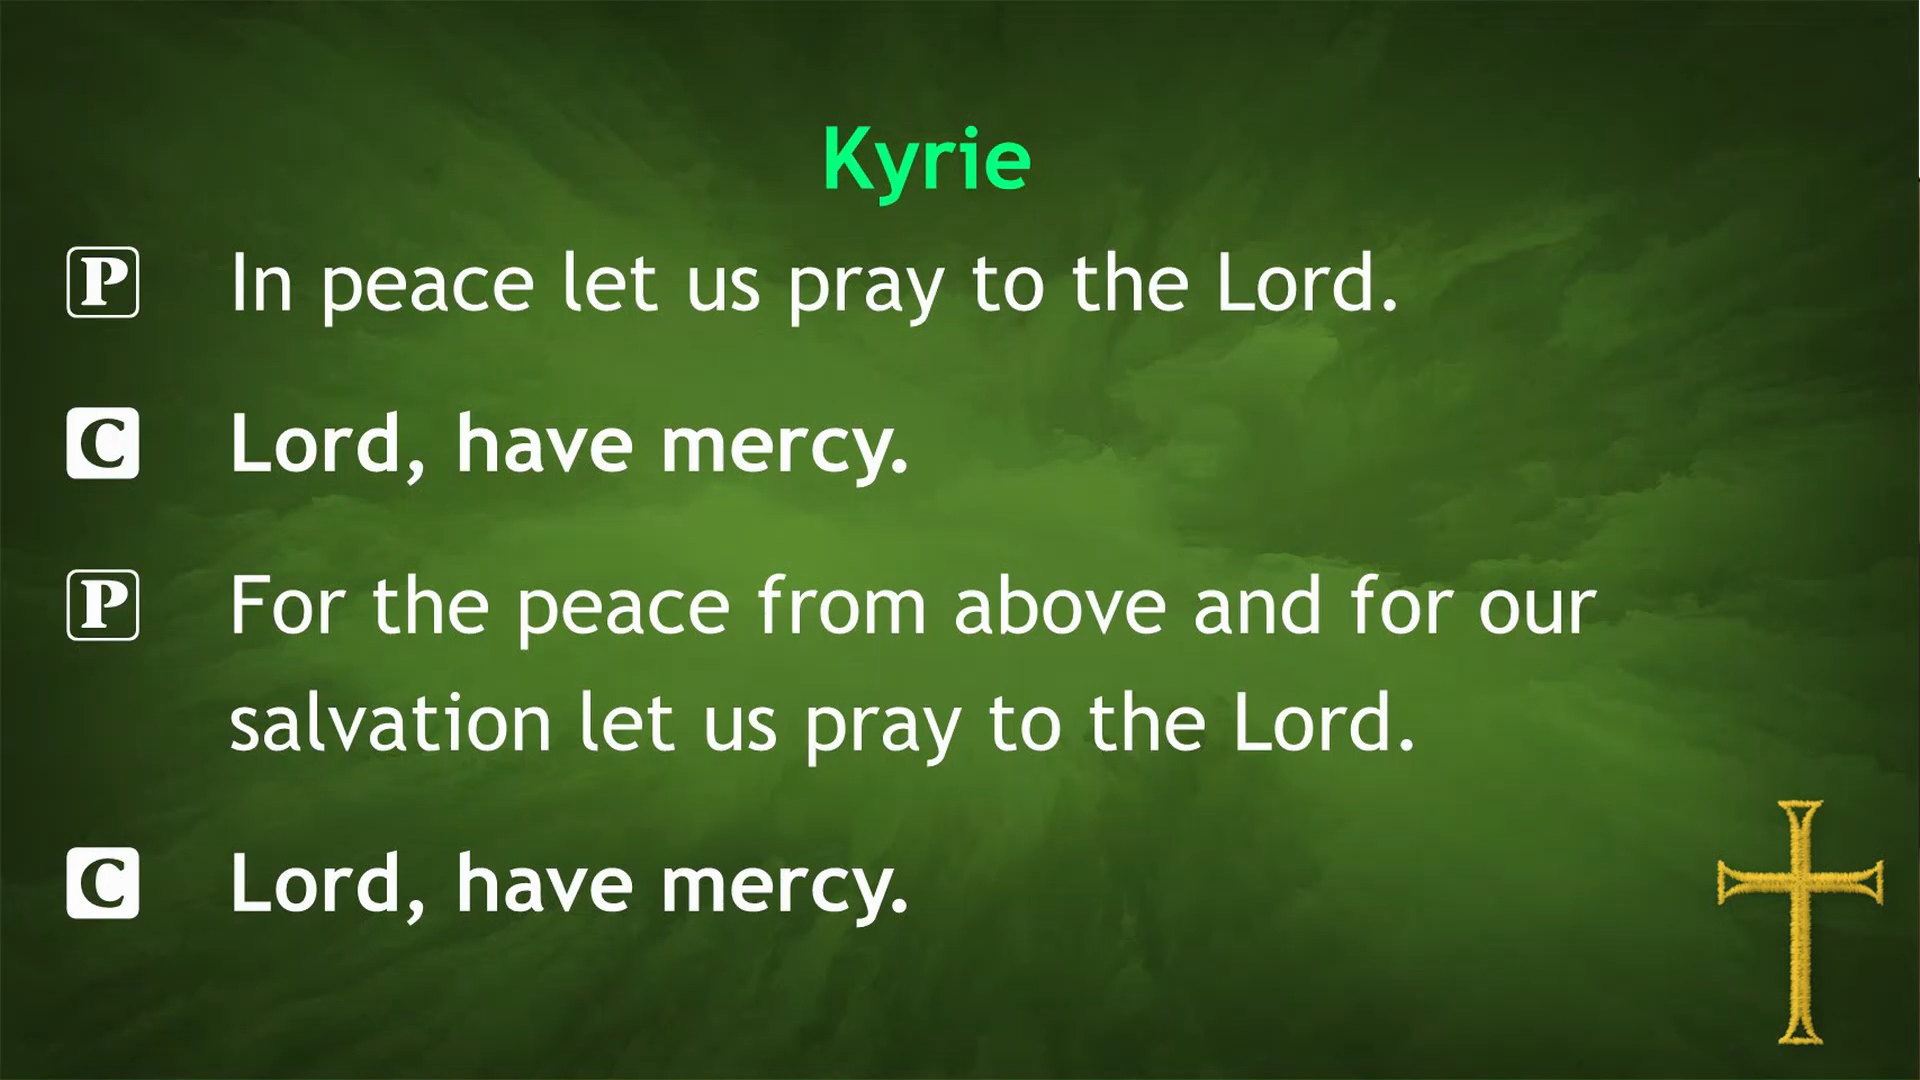 Kyrie
P In peace let us pray to the Lord.
C Lord, have mercy.
P For the peace from above and for our
salvation let us pray to the Lord.
C Lord, have mercy.